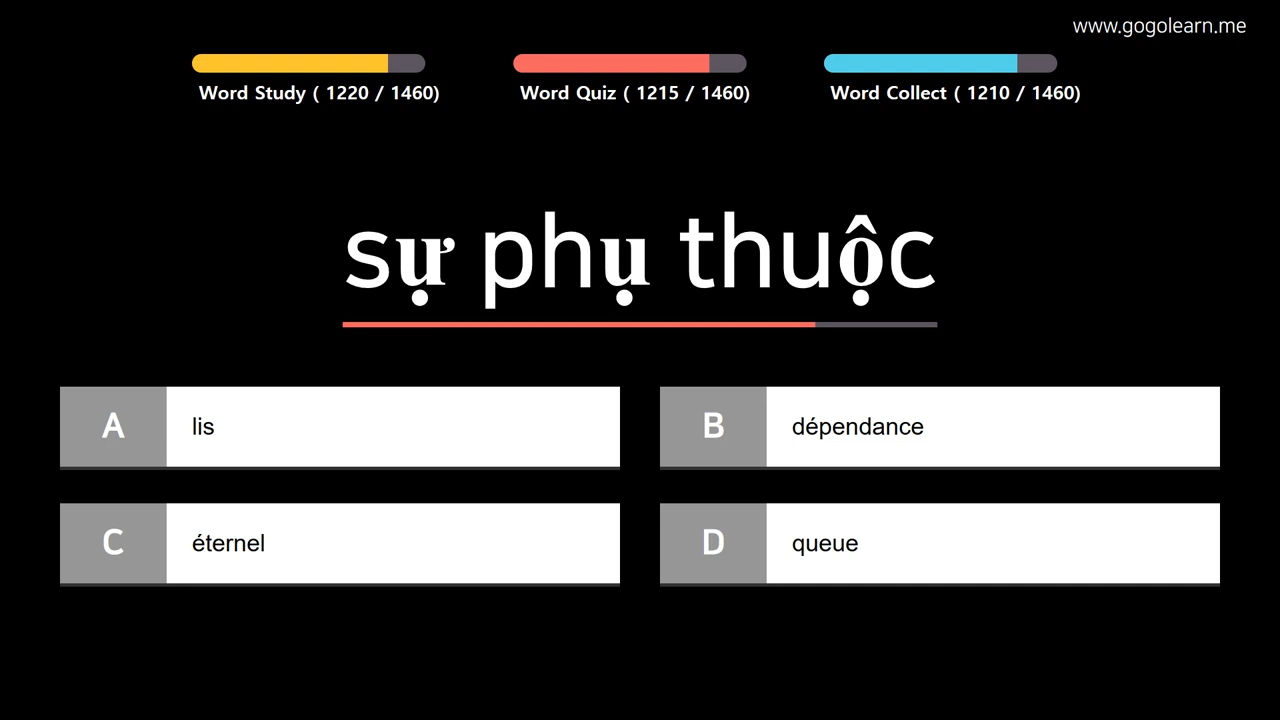 www.gogolearn.me
Word Study ( 1220 / 1460)
Word Quiz ( 1215 / 1460)
Word Collect ( 1210 / 1460)
sự phụ thuộc
A lis
B dépendance
C éternel
D queue